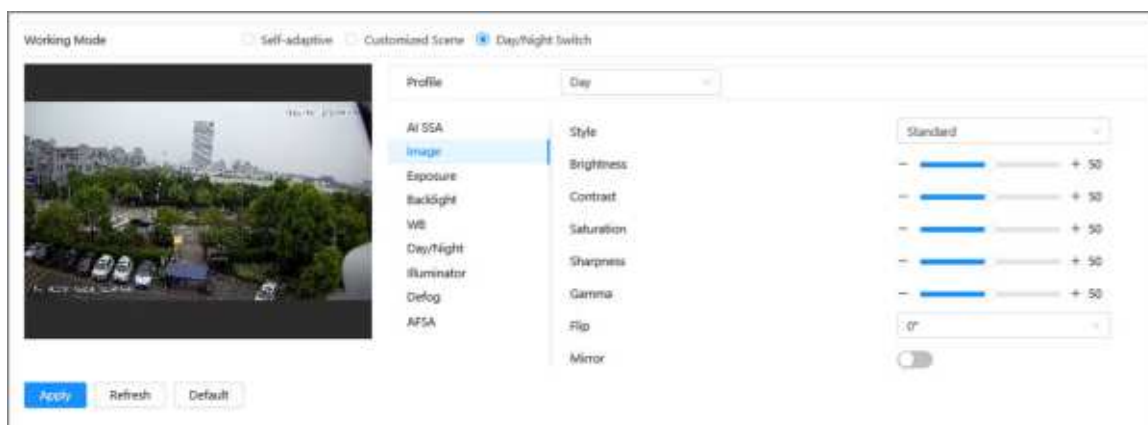 Working Mode Self-adaptive Customized Scene Day/Night Switch
Profile Day
AI SSA
Image
Exposure
Backlight
WB
Day/Night
Illuminator
Defog
AFSA
Style Standard
Brightness - + 50
Contrast - + 50
Saturation - + 50
Sharpness - + 50
Gamma - + 50
Flip 0°
Mirror
Apply Refresh Default